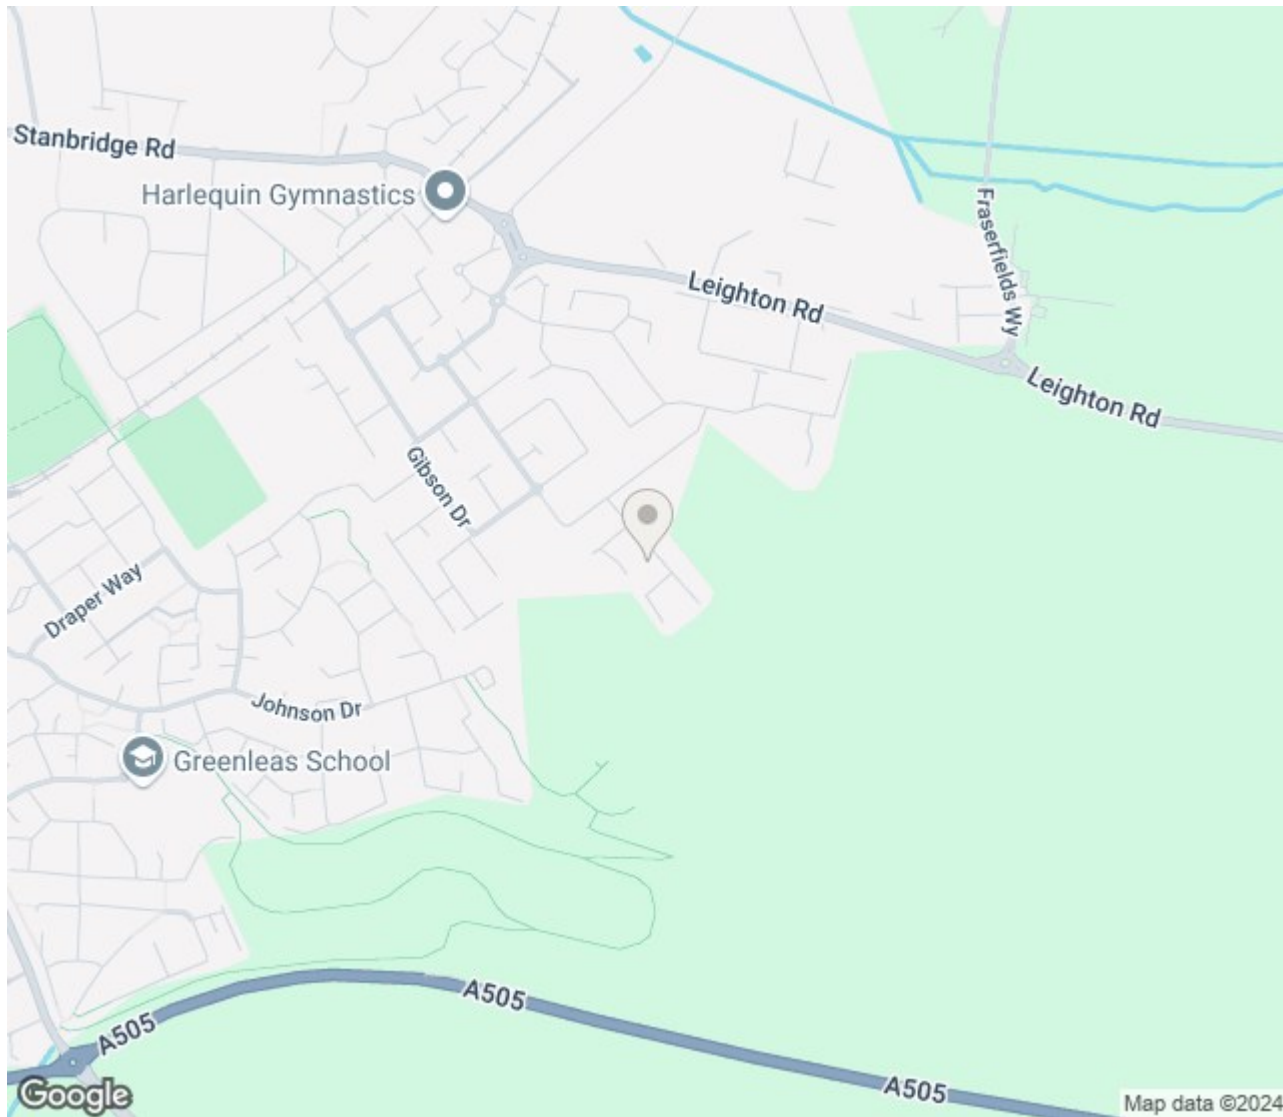 Stanbridge Rd
Harlequin Gymnastics
Fraserfields Wy
Leighton Rd
Leighton Rd
Gibson Dr
Draper Way
Johnson Dr
Greenleas School
A505
A505
A505
Google
Map data ©2024